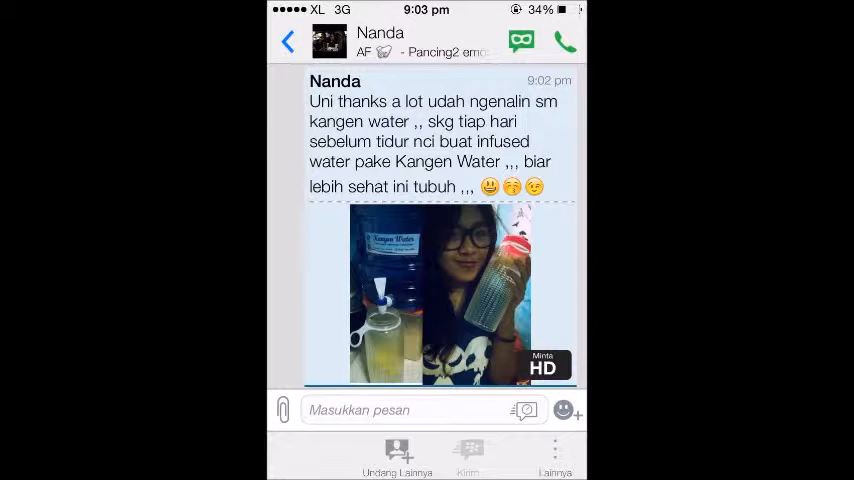 XL 3G 9:03 pm 34%
Nanda
AF - Pancing2 emo
Nanda 9:02 pm
Uni thanks a lot udah ngenalin sm
kangen water ,, skg tiap hari
sebelum tidur nci buat infused
water pake Kangen Water ,,, biar
lebih sehat ini tubuh ,,,
Kangen Water
Minta
HD
Masukkan pesan
Undang Lainnya
Kirim
Lainnya